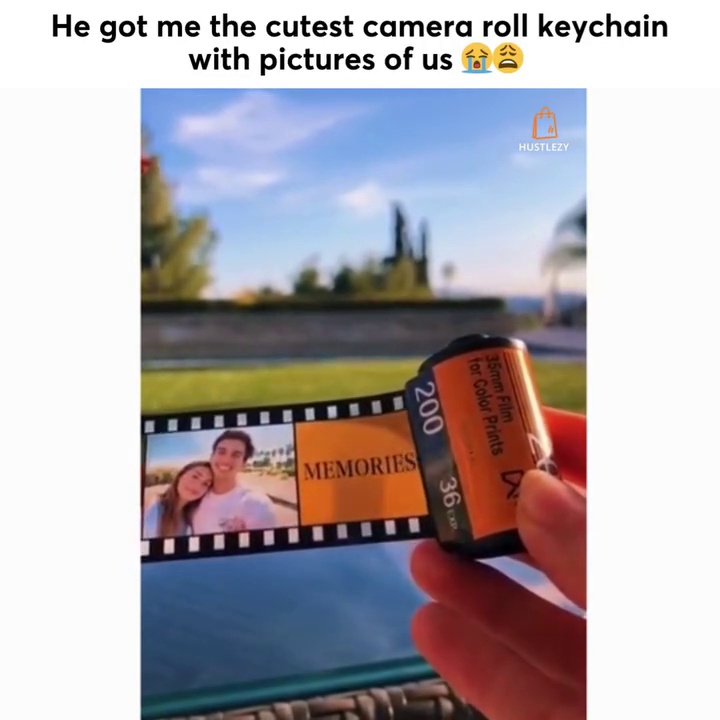 He got me the cutest camera roll keychain
with pictures of us 😭😩
HUSTLEZY
35mm Film
for Color Prints
200
36 EXP.
MEMORIES